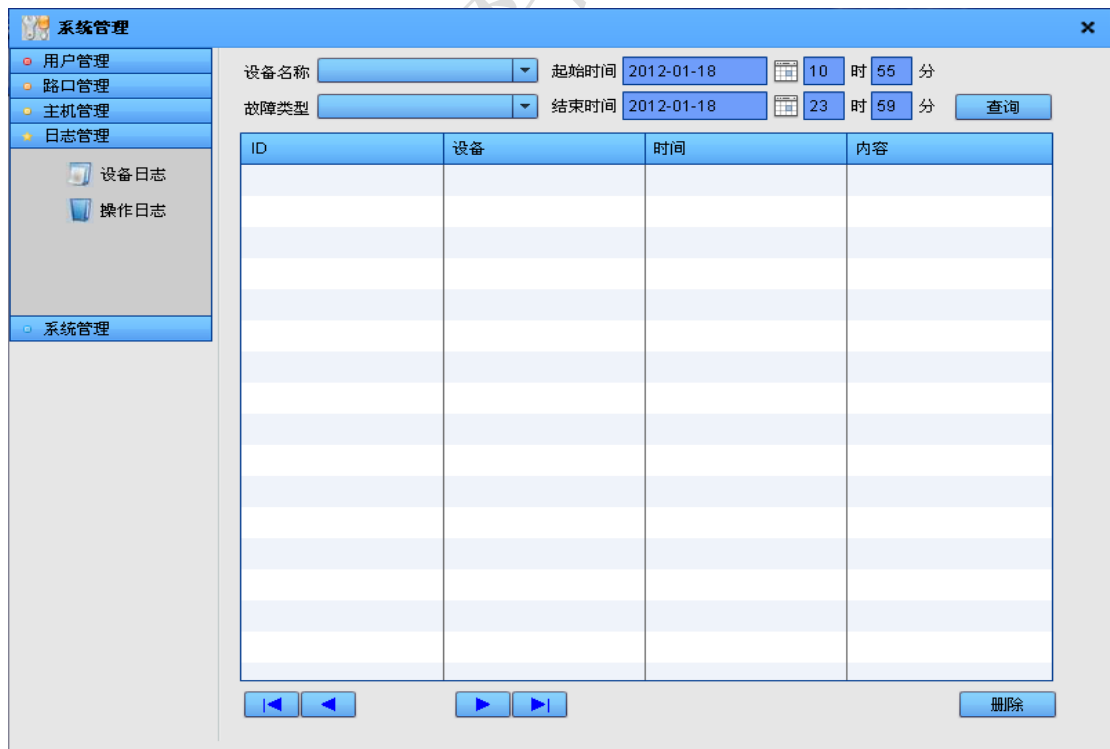 系统管理
用户管理
路口管理
主机管理
日志管理
设备日志
操作日志
系统管理
设备名称 起始时间 2012-01-18 10 时 55 分
故障类型 结束时间 2012-01-18 23 时 59 分 查询
ID 设备 时间 内容
删除